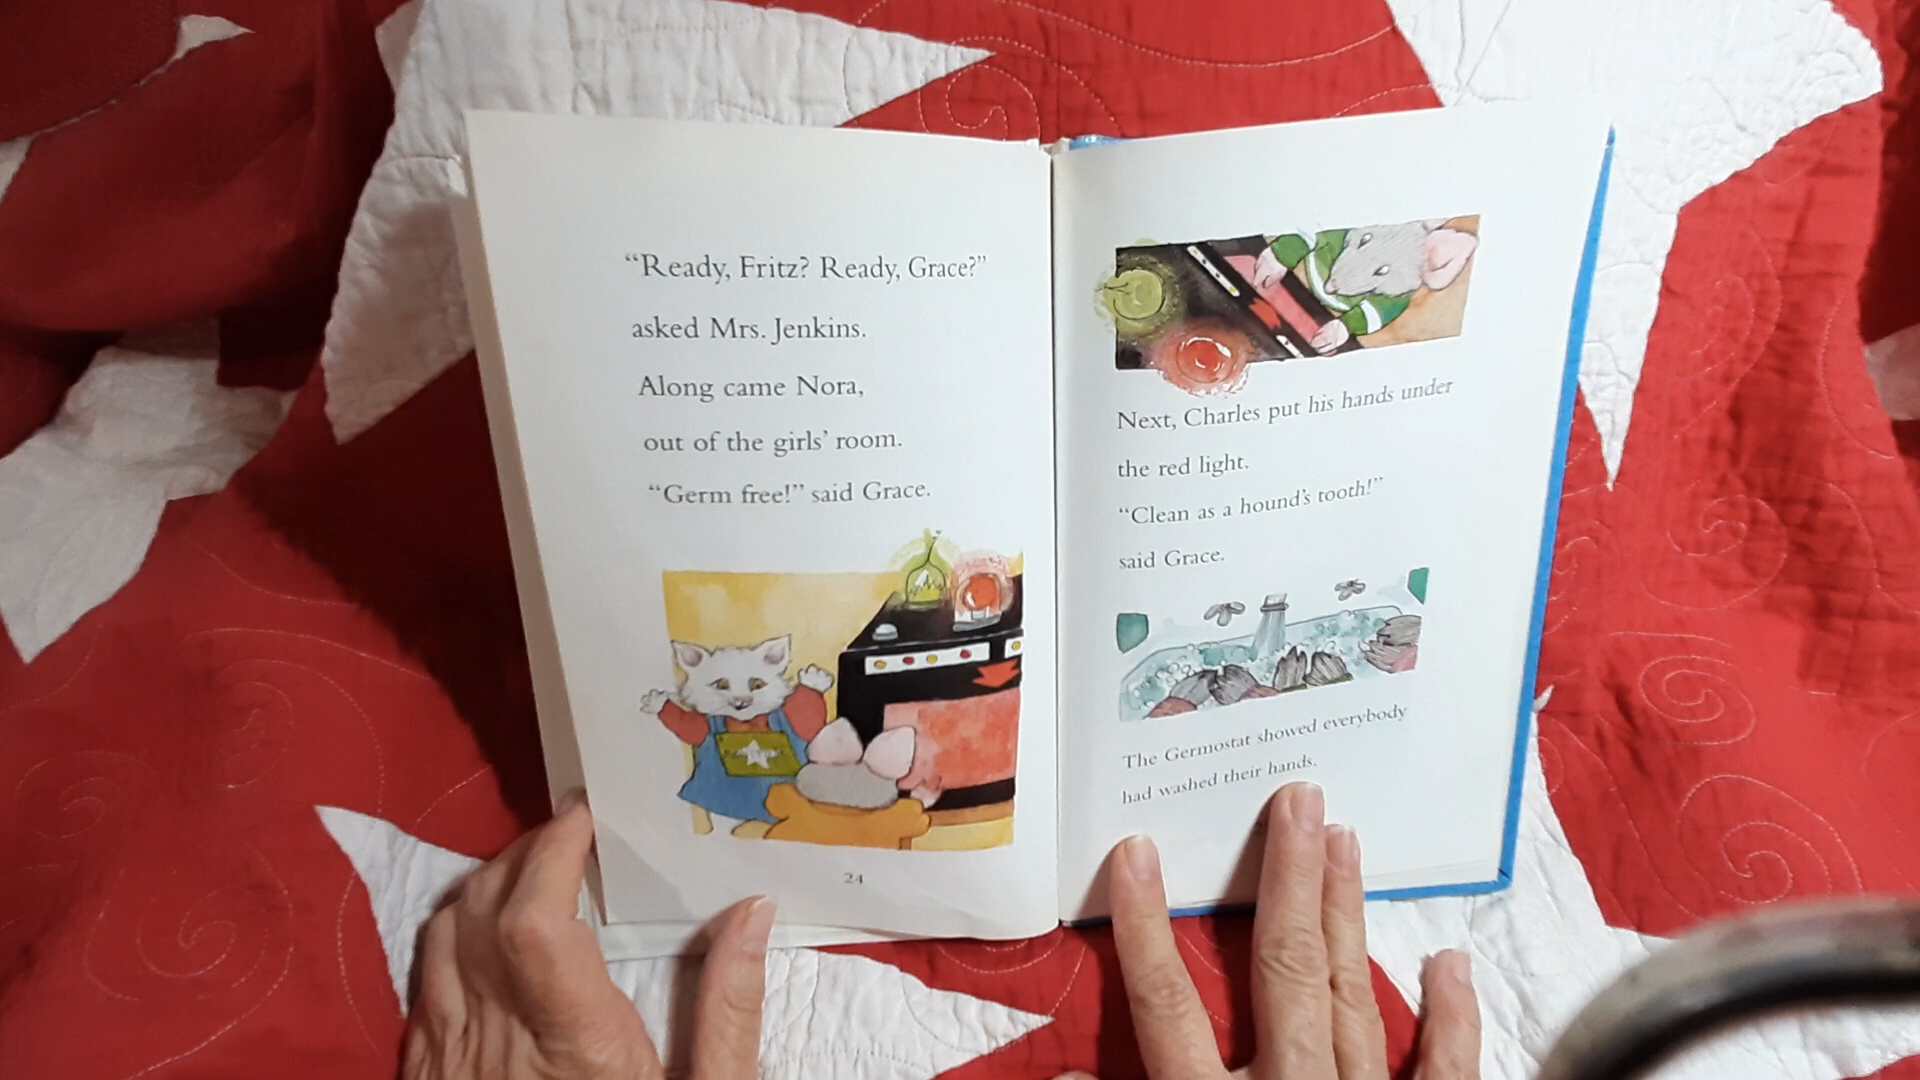 “Ready, Fritz? Ready, Grace?”
asked Mrs. Jenkins.
Along came Nora,
out of the girls’ room.
“Germ free!” said Grace.
24
Next, Charles put his hands under
the red light.
“Clean as a hound’s tooth!”
said Grace.
The Germostat showed everybody
had washed their hands.